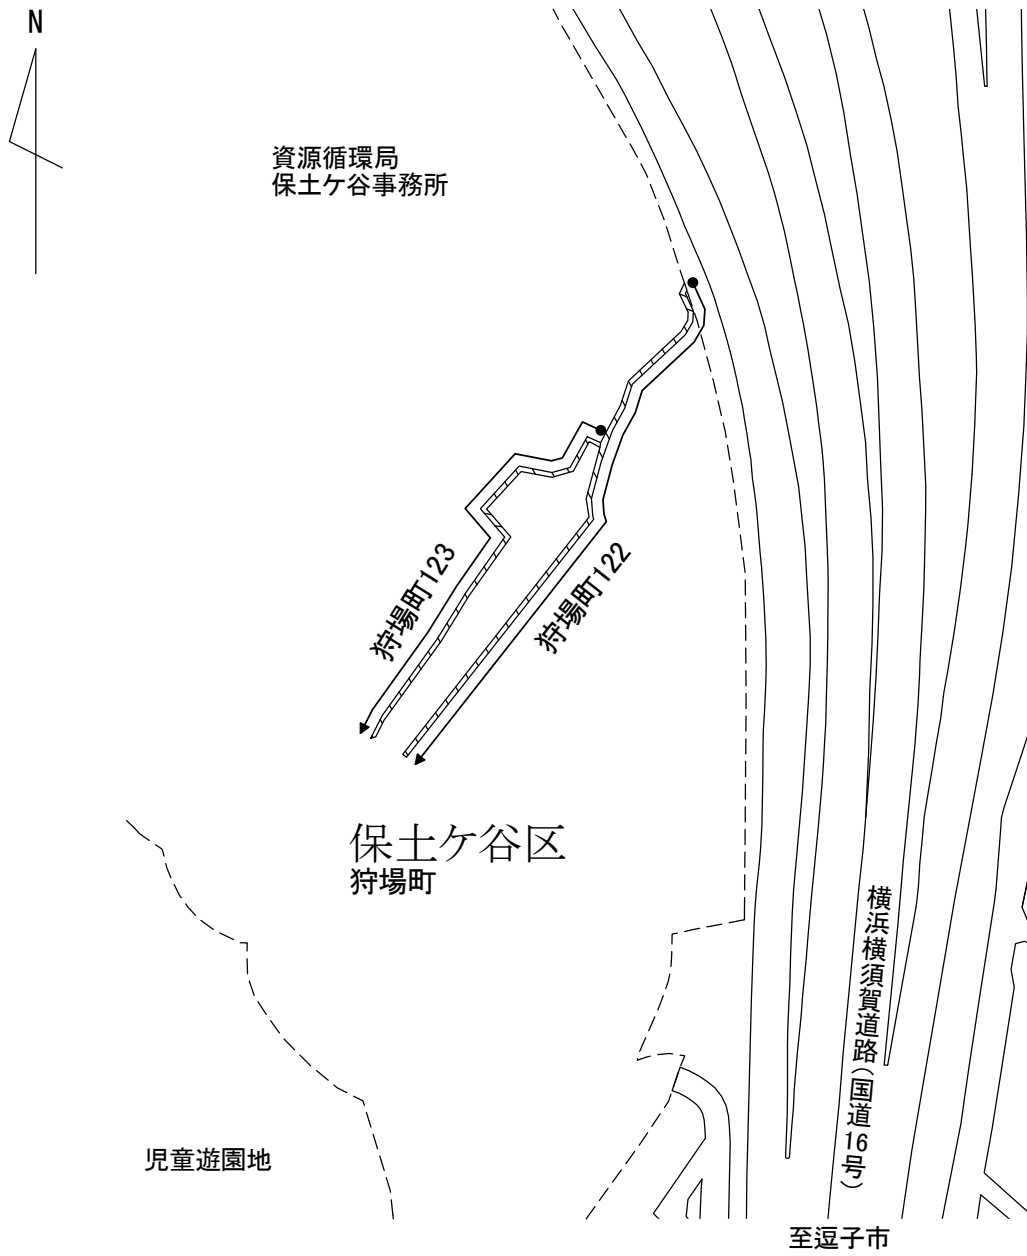 N
資源循環局
保土ケ谷事務所
狩場町123
狩場町122
保土ケ谷区
狩場町
横浜横須賀道路(国道16号)
児童遊園地
至逗子市